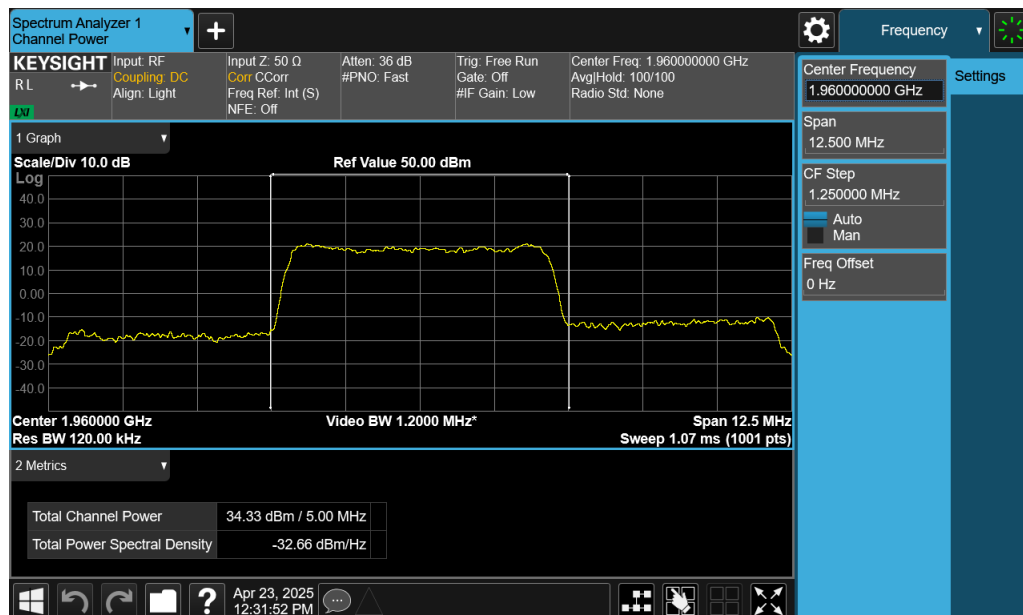 Spectrum Analyzer 1
Channel Power
Frequency
KEYSIGHT
R L
LXI
Input: RF
Coupling: DC
Align: Light
Input Z: 50 Ω
Corr CCorr
Freq Ref: Int (S)
NFE: Off
Atten: 36 dB
#PNO: Fast
Trig: Free Run
Gate: Off
#IF Gain: Low
Center Freq: 1.960000000 GHz
Avg|Hold: 100/100
Radio Std: None
1 Graph
Scale/Div 10.0 dB
Ref Value 50.00 dBm
Log
40.0
30.0
20.0
10.0
0.00
-10.0
-20.0
-30.0
-40.0
Center 1.960000 GHz
Video BW 1.2000 MHz*
Span 12.5 MHz
Res BW 120.00 kHz
Sweep 1.07 ms (1001 pts)
2 Metrics
Total Channel Power 34.33 dBm / 5.00 MHz
Total Power Spectral Density -32.66 dBm/Hz
Center Frequency
1.960000000 GHz
Settings
Span
12.500 MHz
CF Step
1.250000 MHz
Auto
Man
Freq Offset
0 Hz
?
Apr 23, 2025
12:31:52 PM